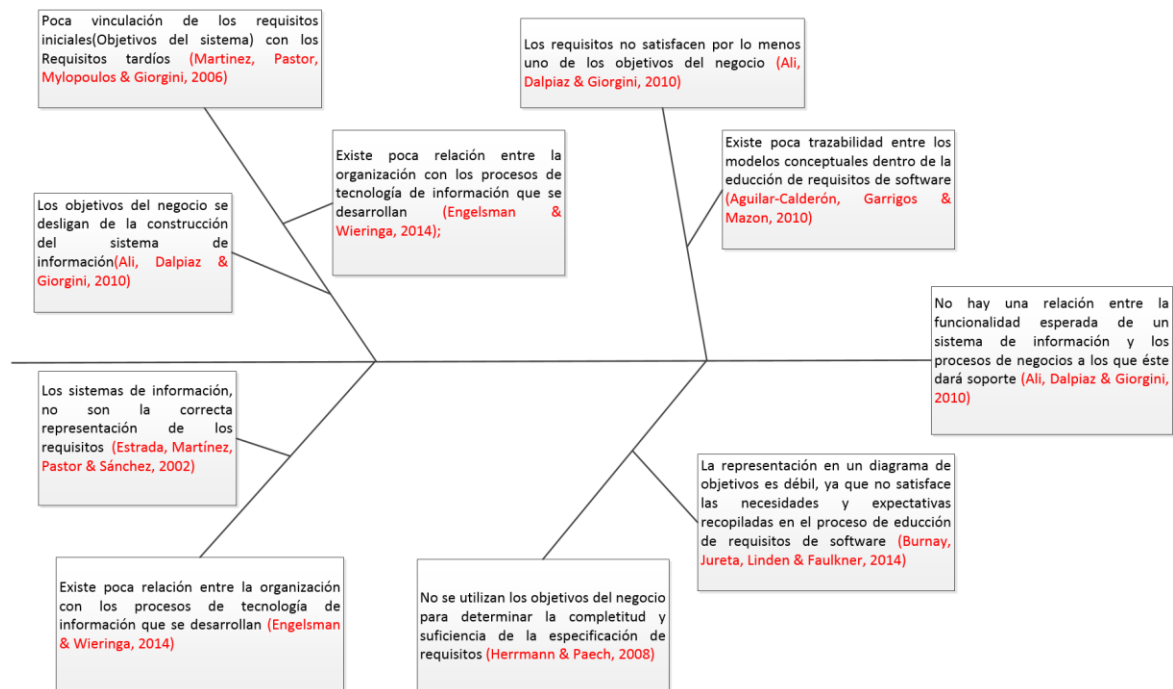 Poca vinculación de los requisitos
iniciales(Objetivos del sistema) con los
Requisitos tardíos (Martinez, Pastor,
Mylopoulos & Giorgini, 2006)
Los requisitos no satisfacen por lo menos
uno de los objetivos del negocio (Ali,
Dalpiaz & Giorgini, 2010)
Existe poca relación entre la
organización con los procesos de
tecnología de información que se
desarrollan (Engelsman &
Wieringa, 2014);
Existe poca trazabilidad entre los
modelos conceptuales dentro de la
educción de requisitos de software
(Aguilar-Calderón, Garrigos &
Mazon, 2010)
Los objetivos del negocio se
desligan de la construcción
del sistema de
información(Ali, Dalpiaz &
Giorgini, 2010)
No hay una relación entre la
funcionalidad esperada de un
sistema de información y los
procesos de negocios a los que éste
dará soporte (Ali, Dalpiaz & Giorgini,
2010)
Los sistemas de información,
no son la correcta
representación de los
requisitos (Estrada, Martínez,
Pastor & Sánchez, 2002)
La representación en un diagrama de
objetivos es débil, ya que no satisface
las necesidades y expectativas
recopiladas en el proceso de educción
de requisitos de software (Burnay,
Jureta, Linden & Faulkner, 2014)
Existe poca relación entre la organización
con los procesos de tecnología de
información que se desarrollan (Engelsman
& Wieringa, 2014)
No se utilizan los objetivos del negocio
para determinar la completitud y
suficiencia de la especificación de
requisitos (Herrmann & Paech, 2008)